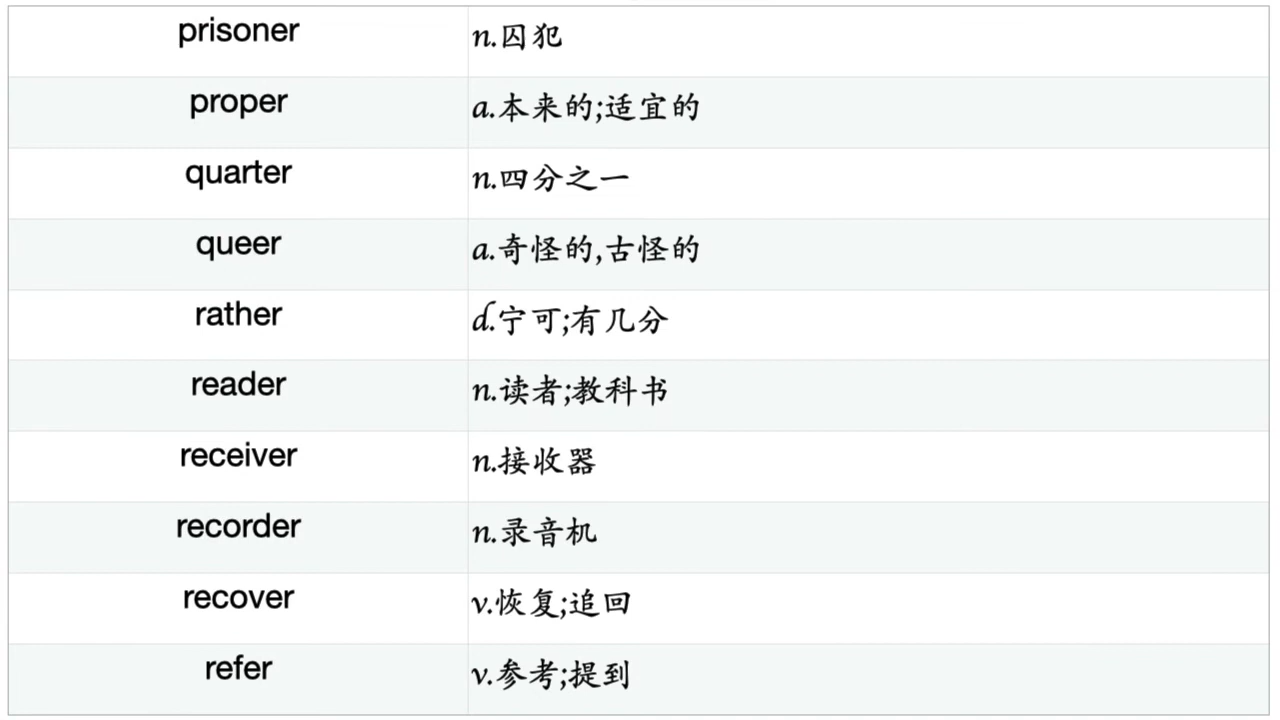 prisoner n.囚犯
proper a.本来的;适宜的
quarter n.四分之一
queer a.奇怪的,古怪的
rather d.宁可;有几分
reader n.读者;教科书
receiver n.接收器
recorder n.录音机
recover v.恢复;追回
refer v.参考;提到